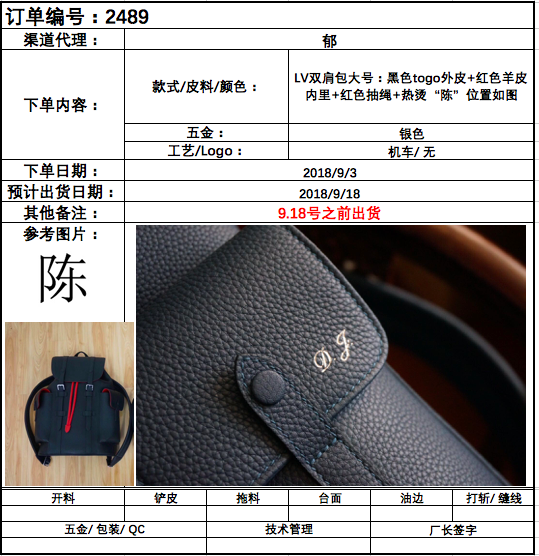 订单编号：2489
渠道代理： 郁
下单内容： 款式/皮料/颜色： LV双肩包大号：黑色togo外皮+红色羊皮
内里+红色抽绳+热烫“陈”位置如图
五金： 银色
工艺/Logo： 机车/ 无
下单日期： 2018/9/3
预计出货日期： 2018/9/18
其他备注： 9.18号之前出货
参考图片：
陈
D J.
开料 铲皮 拖料 台面 油边 打斩/ 缝线
五金/ 包装/ QC 技术管理 厂长签字